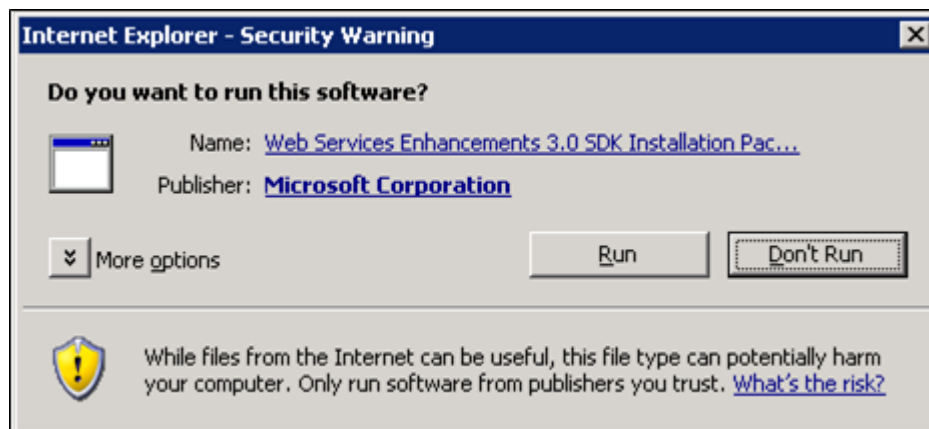 Internet Explorer - Security Warning
Do you want to run this software?
Name: Web Services Enhancements 3.0 SDK Installation Pac...
Publisher: Microsoft Corporation
More options
Run
Don't Run
While files from the Internet can be useful, this file type can potentially harm
your computer. Only run software from publishers you trust. What's the risk?